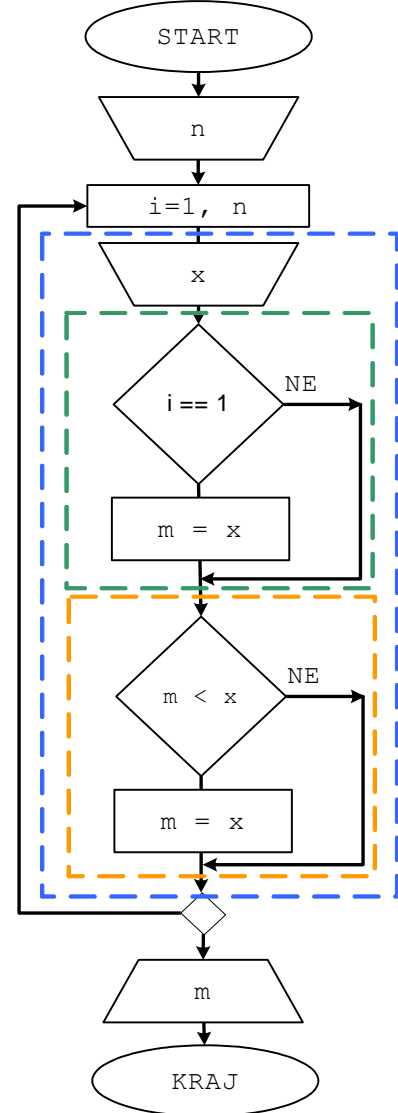 START
n
i=1, n
x
i == 1
NE
m = x
m < x
NE
m = x
m
KRAJ